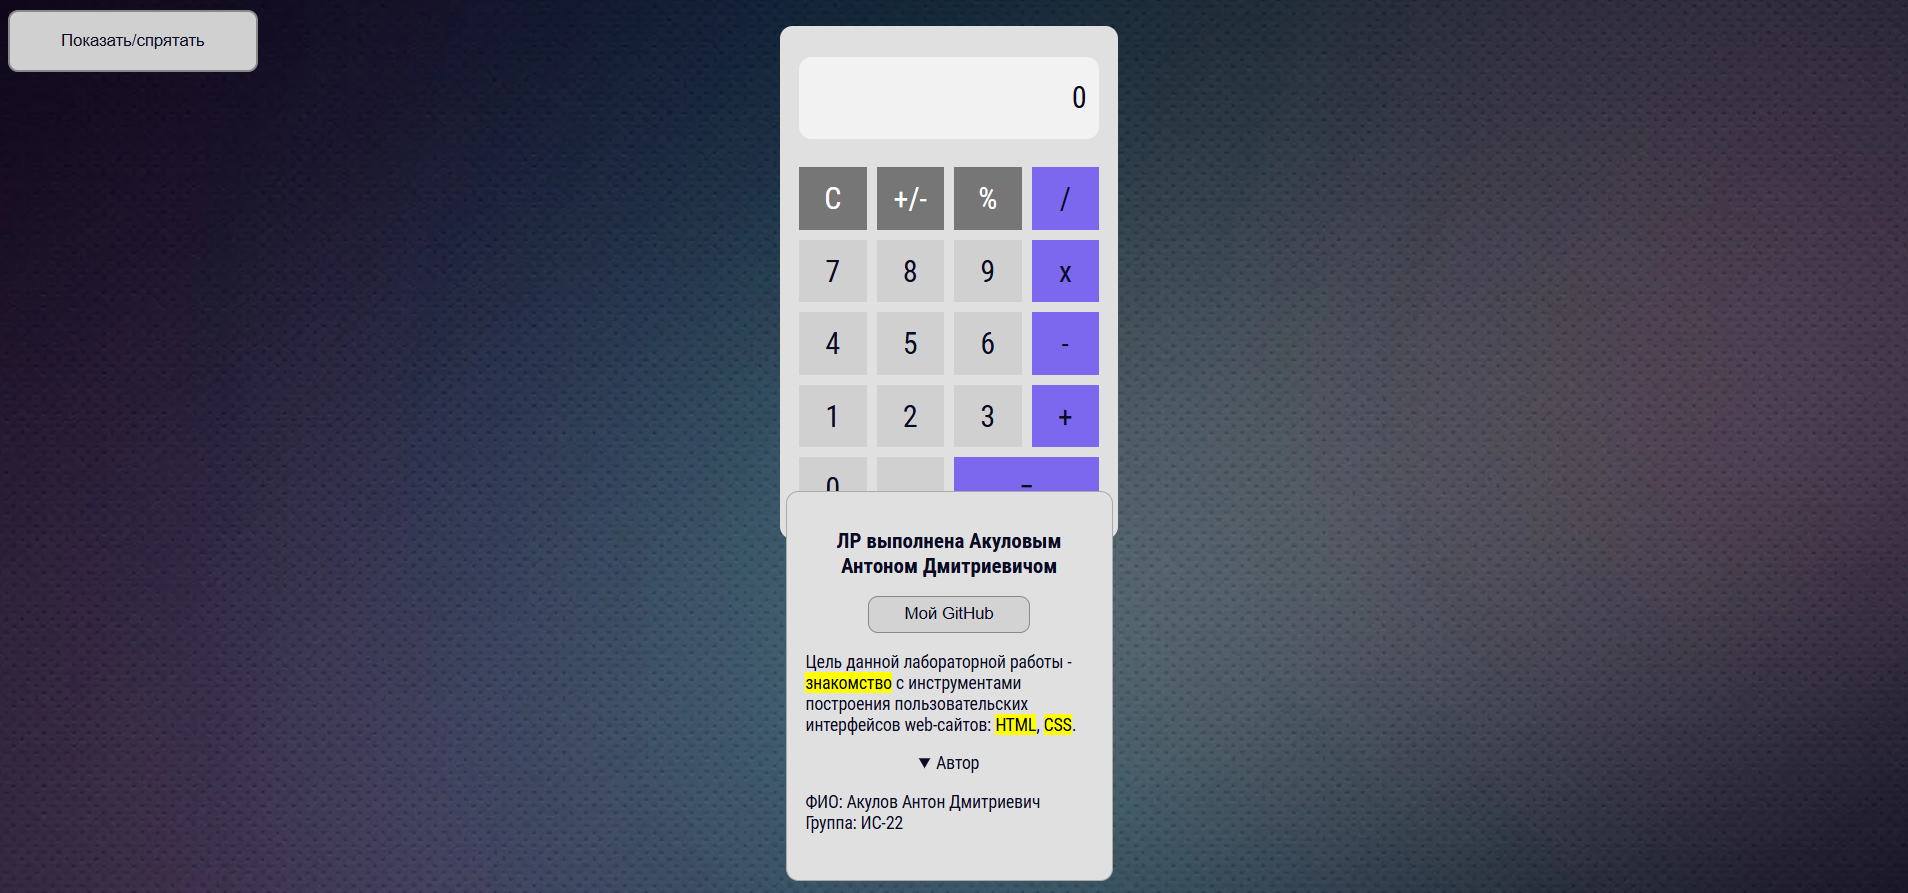 Показать/спрятать
0
C +/- % /
7 8 9 x
4 5 6 -
1 2 3 +
0 =
ЛР выполнена Акуловым
Антоном Дмитриевичом
Мой GitHub
Цель данной лабораторной работы -
знакомство с инструментами
построения пользовательских
интерфейсов web-сайтов: HTML, CSS.
▼ Автор
ФИО: Акулов Антон Дмитриевич
Группа: ИС-22